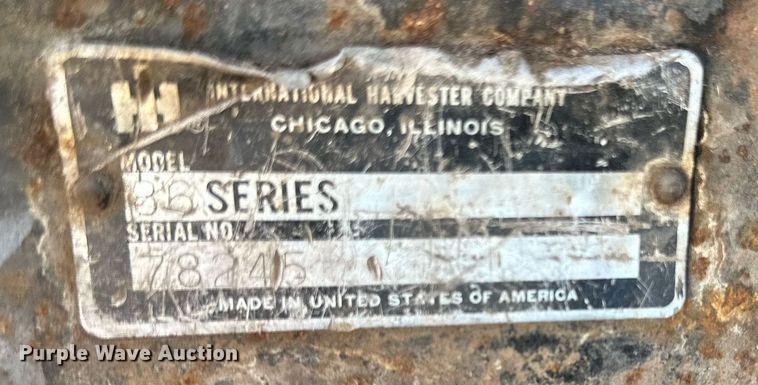 IH INTERNATIONAL HARVESTER COMPANY
CHICAGO, ILLINOIS
MODEL
SERIES
SERIAL NO.
78245
MADE IN UNITED STATES OF AMERICA
Purple Wave Auction